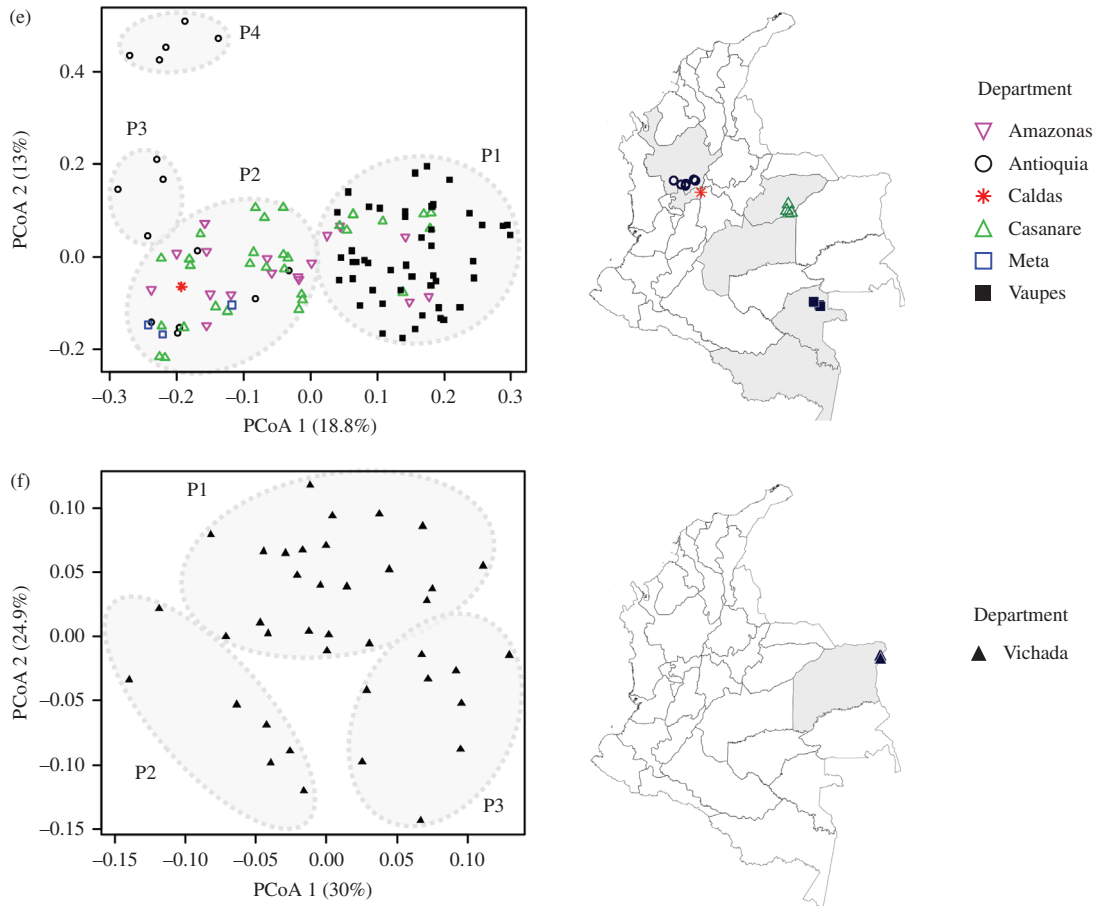 (e)
P4
P3
P2
P1
0.4
0.2
0.0
−0.2
PCoA 2 (13%)
−0.3 −0.2 −0.1 0.0 0.1 0.2 0.3
PCoA 1 (18.8%)
Department
Amazonas
Antioquia
Caldas
Casanare
Meta
Vaupes
(f)
P1
P2
P3
0.10
0.05
0.00
−0.05
−0.10
−0.15
PCoA 2 (24.9%)
−0.15 −0.10 −0.05 0.00 0.05 0.10
PCoA 1 (30%)
Department
Vichada